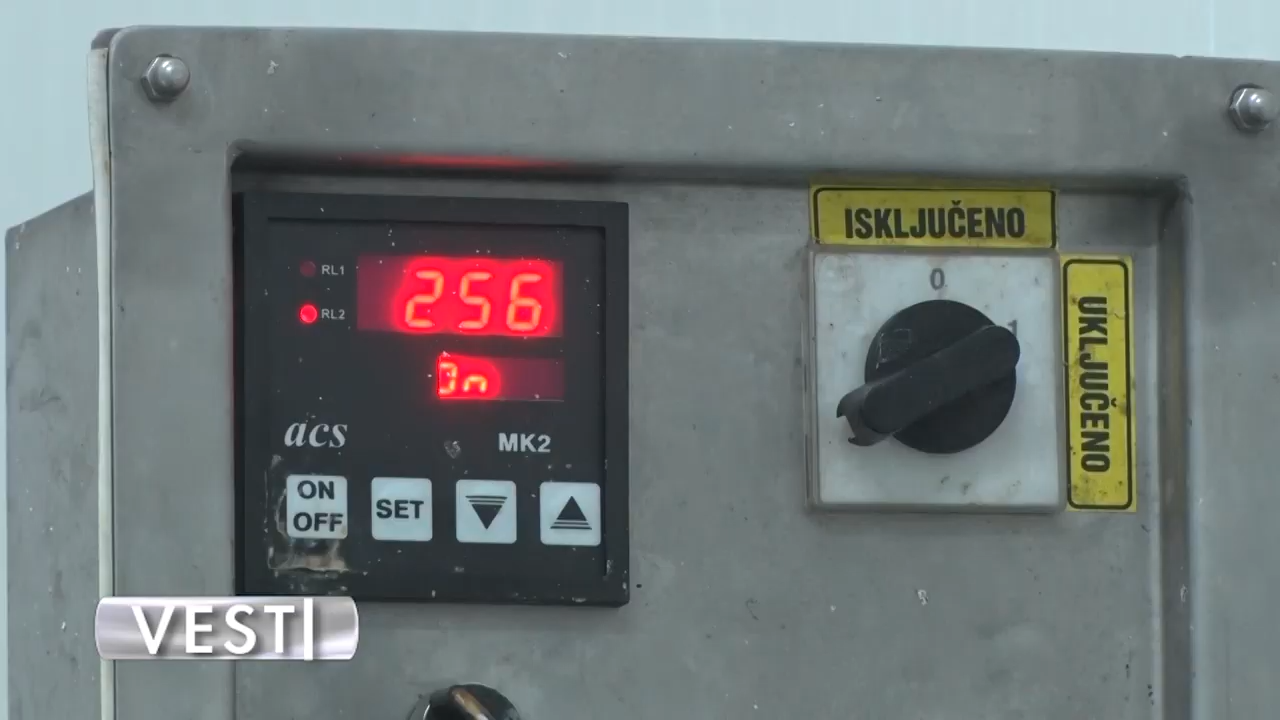 ISKLJUČENO
0
1
UKLJUČENO
RL1
256
RL2
acs
MK2
ON
OFF
SET
VESTI